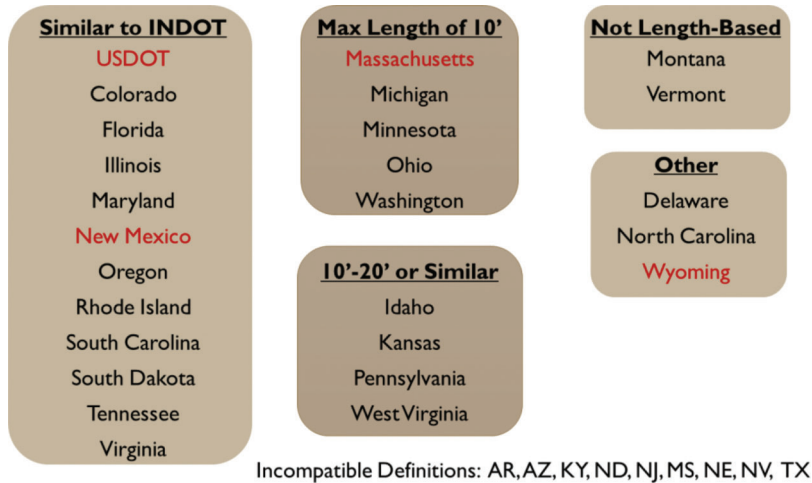 Similar to INDOT
USDOT
Colorado
Florida
Illinois
Maryland
New Mexico
Oregon
Rhode Island
South Carolina
South Dakota
Tennessee
Virginia
Max Length of 10'
Massachusetts
Michigan
Minnesota
Ohio
Washington
10'-20' or Similar
Idaho
Kansas
Pennsylvania
West Virginia
Not Length-Based
Montana
Vermont
Other
Delaware
North Carolina
Wyoming
Incompatible Definitions: AR, AZ, KY, ND, NJ, MS, NE, NV, TX